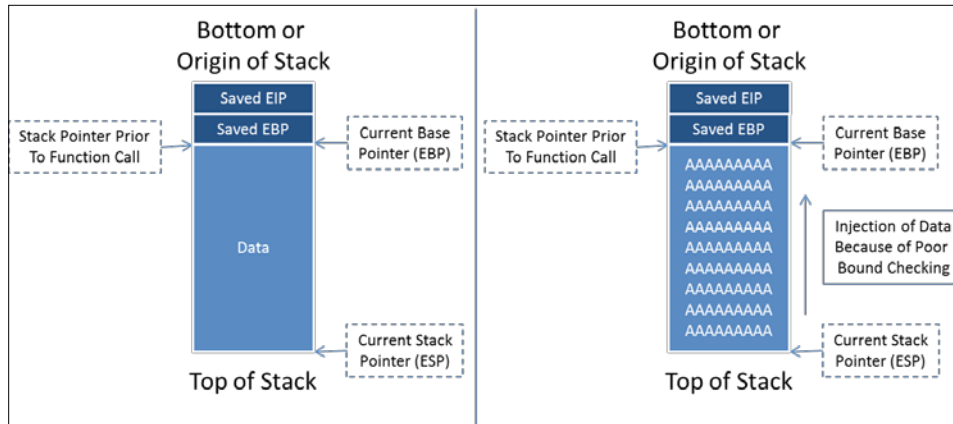 Bottom or
Origin of Stack
Saved EIP
Saved EBP
Stack Pointer Prior
To Function Call
Current Base
Pointer (EBP)
Data
Current Stack
Pointer (ESP)
Top of Stack
Bottom or
Origin of Stack
Saved EIP
Saved EBP
Stack Pointer Prior
To Function Call
Current Base
Pointer (EBP)
AAAAAAAAA
AAAAAAAAA
AAAAAAAAA
AAAAAAAAA
AAAAAAAAA
AAAAAAAAA
AAAAAAAAA
AAAAAAAAA
AAAAAAAAA
Injection of Data
Because of Poor
Bound Checking
Current Stack
Pointer (ESP)
Top of Stack